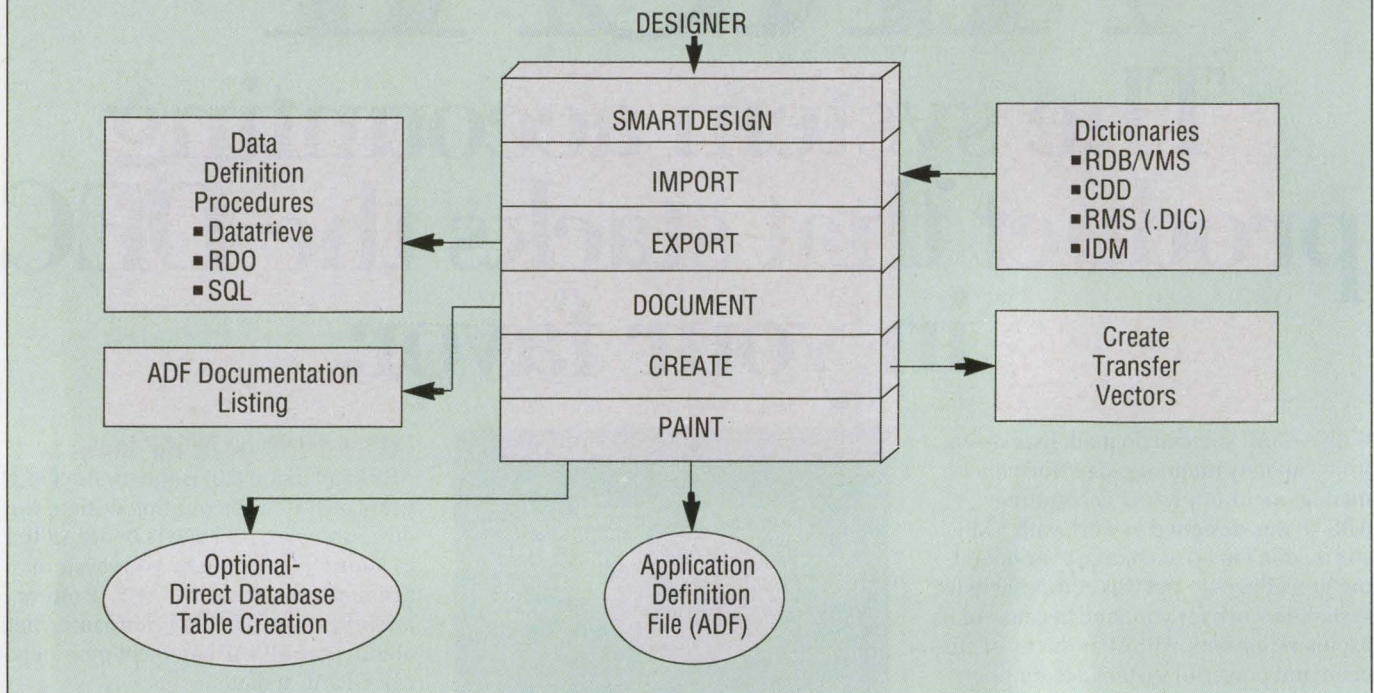 DESIGNER
SMARTDESIGN
IMPORT
EXPORT
DOCUMENT
CREATE
PAINT
Data
Definition
Procedures
▪ Datatrieve
▪ RDO
▪ SQL
ADF Documentation
Listing
Dictionaries
▪ RDB/VMS
▪ CDD
▪ RMS (.DIC)
▪ IDM
Create
Transfer
Vectors
Optional-
Direct Database
Table Creation
Application
Definition
File (ADF)